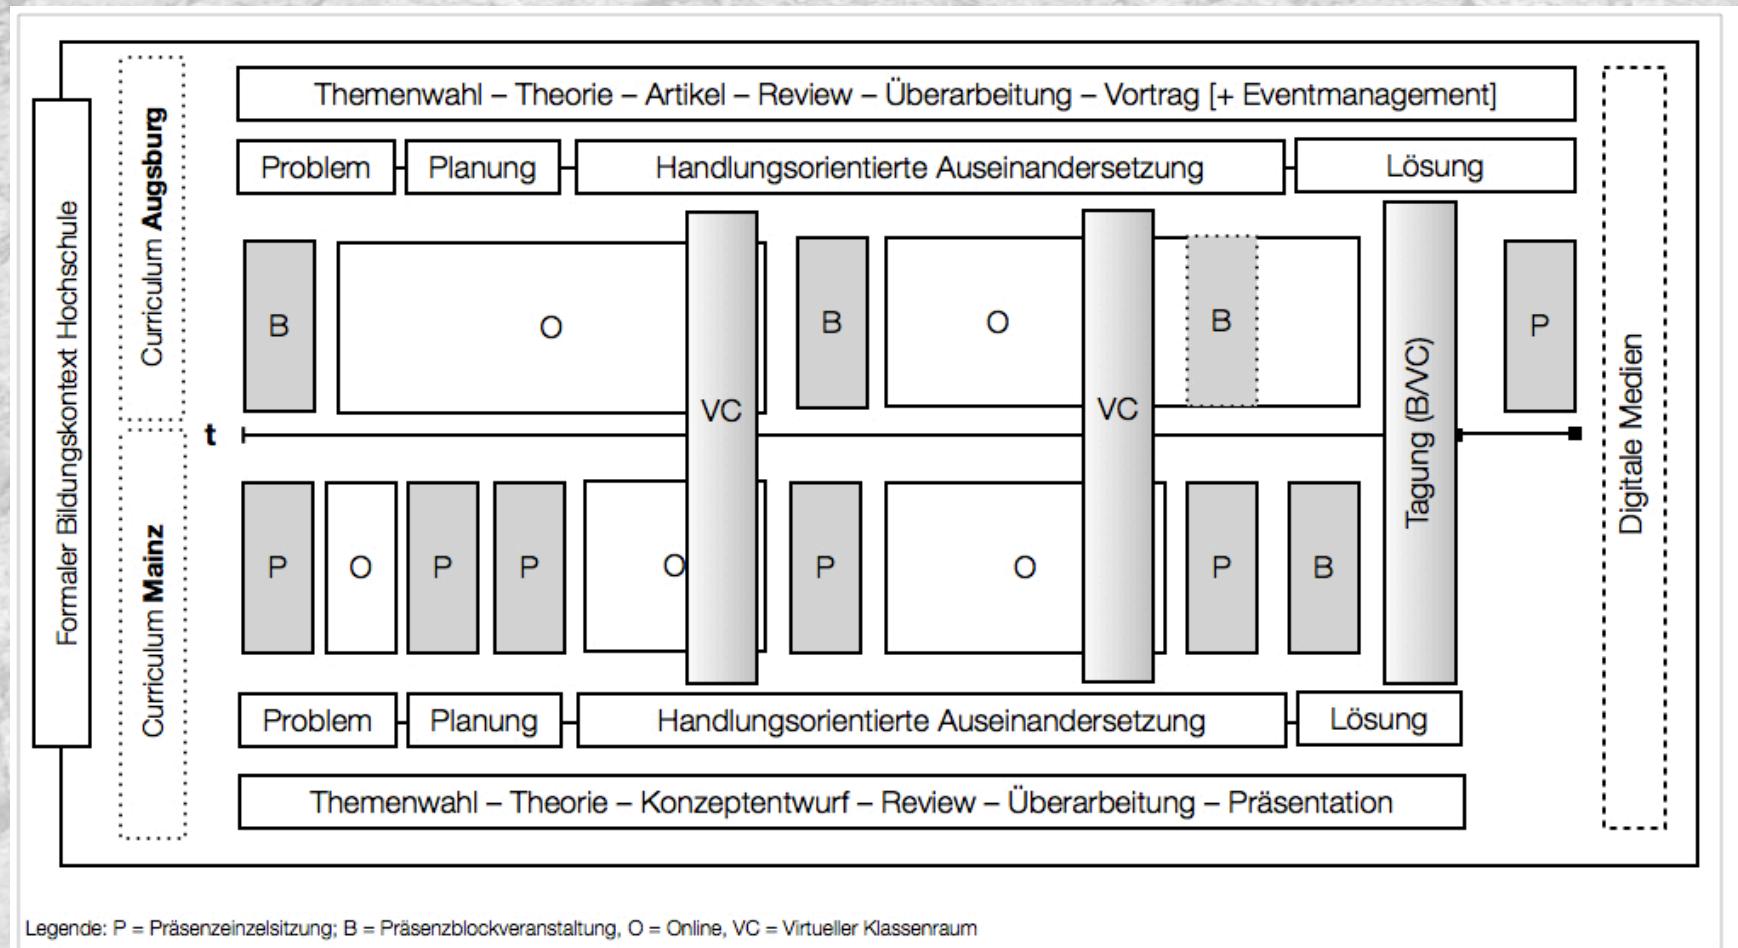 Formaler Bildungskontext Hochschule
Curriculum Augsburg
Themenwahl – Theorie – Artikel – Review – Überarbeitung – Vortrag [+ Eventmanagement]
Problem
Planung
Handlungsorientierte Auseinandersetzung
Lösung
B
O
VC
B
O
VC
B
Tagung (B/VC)
P
Digitale Medien
t
Curriculum Mainz
P
O
P
P
O
P
O
P
B
Problem
Planung
Handlungsorientierte Auseinandersetzung
Lösung
Themenwahl – Theorie – Konzeptentwurf – Review – Überarbeitung – Präsentation
Legende: P = Präsenzeinzelsitzung; B = Präsenzblockveranstaltung, O = Online, VC = Virtueller Klassenraum